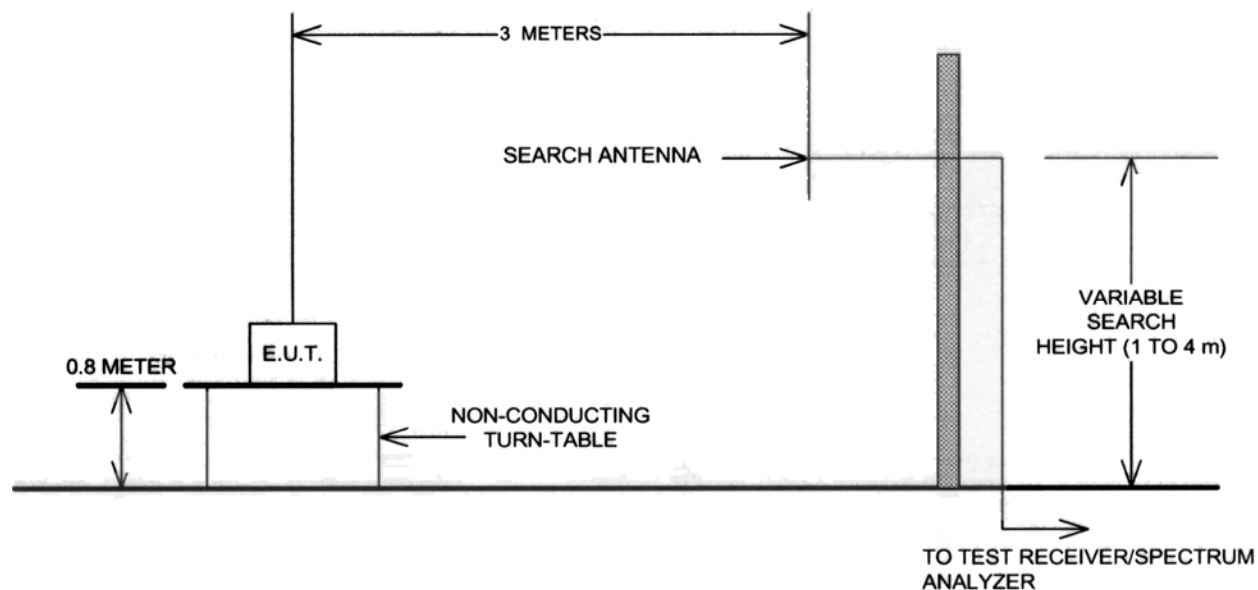 3 METERS
SEARCH ANTENNA
VARIABLE
SEARCH
HEIGHT (1 TO 4 m)
E.U.T.
0.8 METER
NON-CONDUCTING
TURN-TABLE
TO TEST RECEIVER/SPECTRUM
ANALYZER